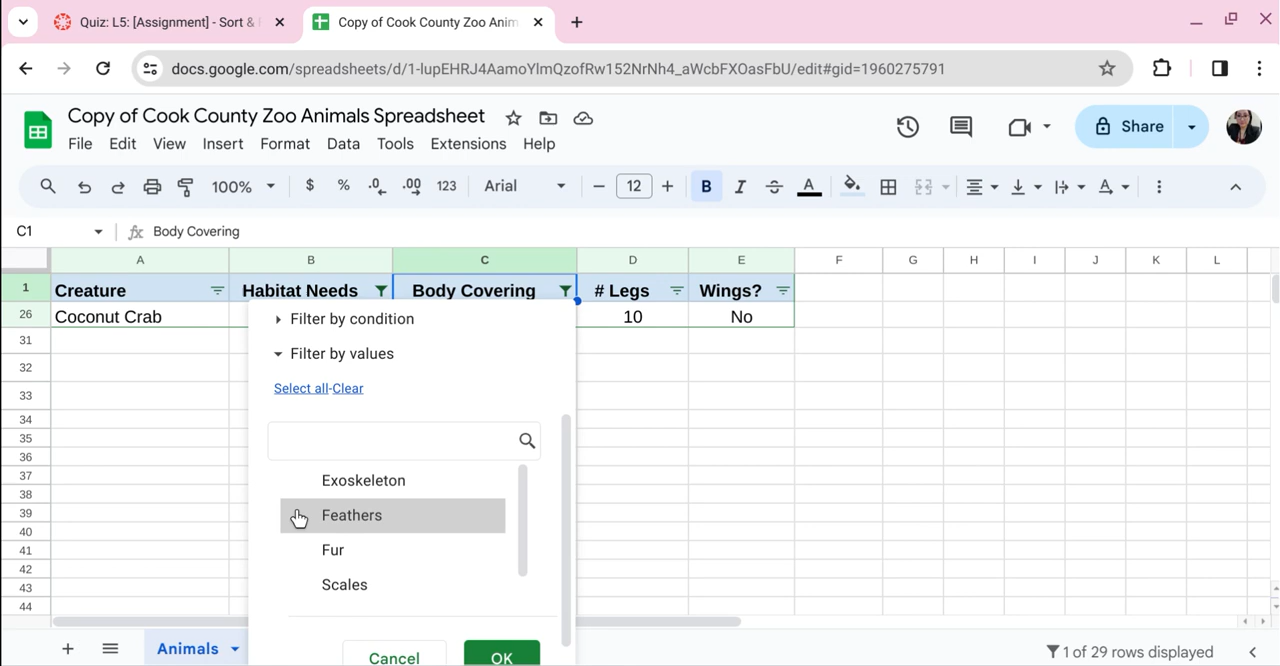 Quiz: L5: [Assignment] - Sort &
Copy of Cook County Zoo Anim
docs.google.com/spreadsheets/d/1-lupEHRJ4AamoYlmQzofRw152NrNh4_aWcbFXOasFbU/edit#gid=1960275791
Copy of Cook County Zoo Animals Spreadsheet
File Edit View Insert Format Data Tools Extensions Help
Share
100% $ % .0 .00 123 Arial 12 B I A A
C1 fx Body Covering
A B C D E F G H I J K L
1 Creature Habitat Needs Body Covering # Legs Wings?
26 Coconut Crab 10 No
Filter by condition
31
Filter by values
32
Select all-Clear
33
34
35
36
37
Exoskeleton
38
39
Feathers
40
41
Fur
42
43
Scales
44
Animals
Cancel OK
1 of 29 rows displayed